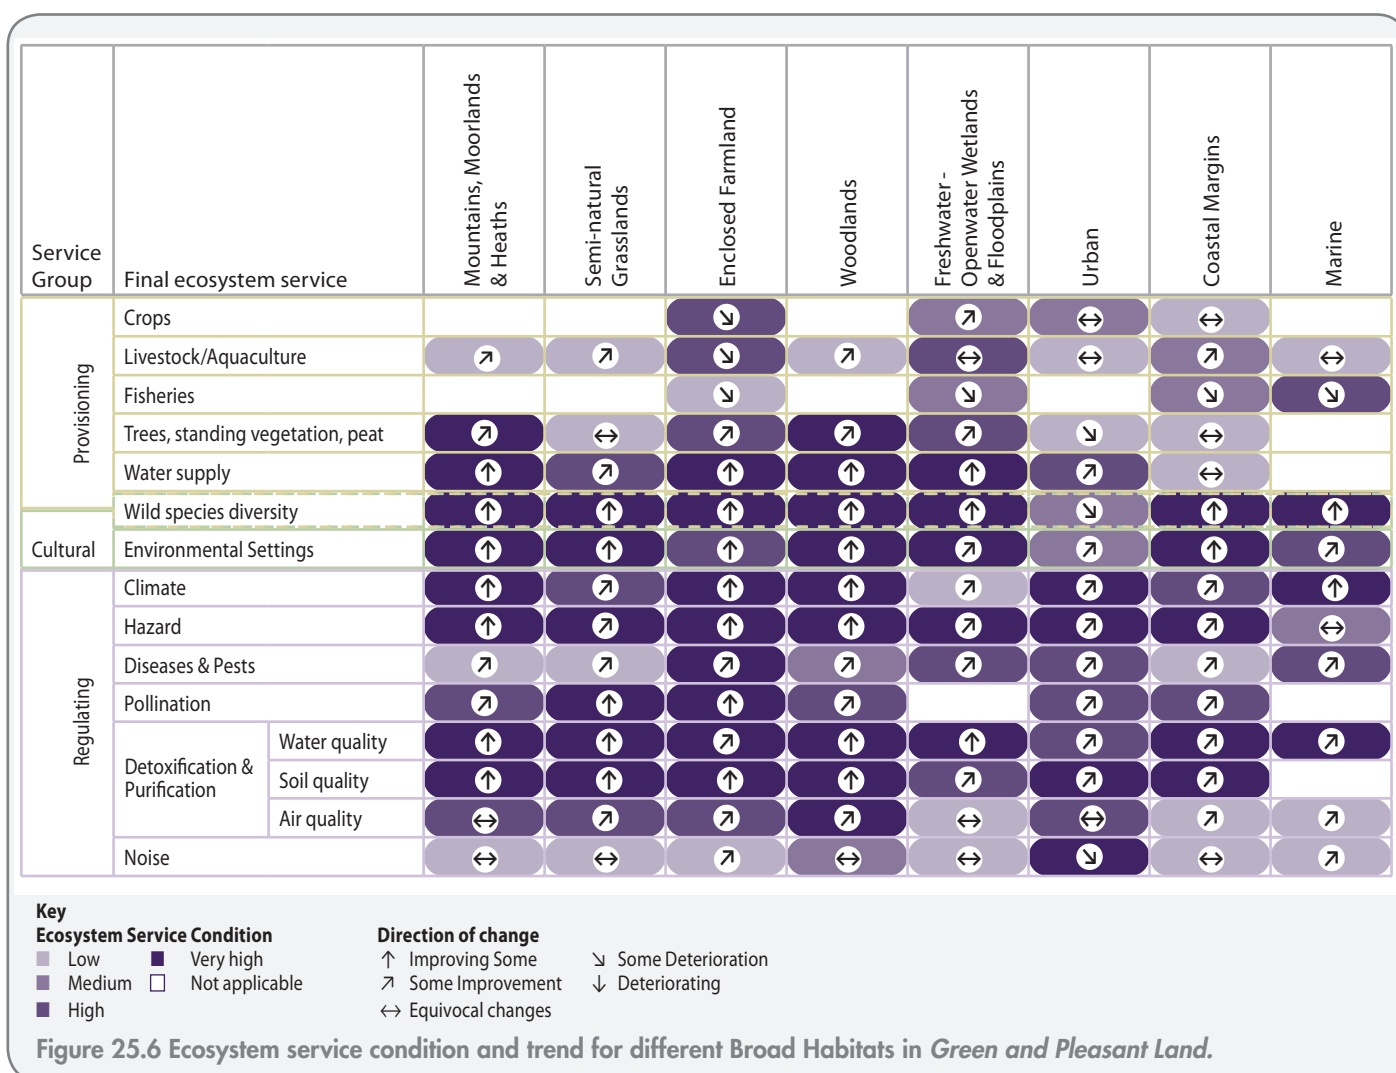 Service
Group
Final ecosystem service
Mountains, Moorlands
& Heaths
Semi-natural
Grasslands
Enclosed Farmland
Woodlands
Freshwater -
Openwater Wetlands
& Floodplains
Urban
Coastal Margins
Marine
Provisioning
Crops
Livestock/Aquaculture
Fisheries
Trees, standing vegetation, peat
Water supply
Wild species diversity
Cultural
Environmental Settings
Regulating
Climate
Hazard
Diseases & Pests
Pollination
Detoxification &
Purification
Water quality
Soil quality
Air quality
Noise
Key
Ecosystem Service Condition
Low
Medium
High
Very high
Not applicable
Direction of change
↑ Improving Some
↗ Some Improvement
↔ Equivocal changes
↘ Some Deterioration
↓ Deteriorating
Figure 25.6 Ecosystem service condition and trend for different Broad Habitats in Green and Pleasant Land.